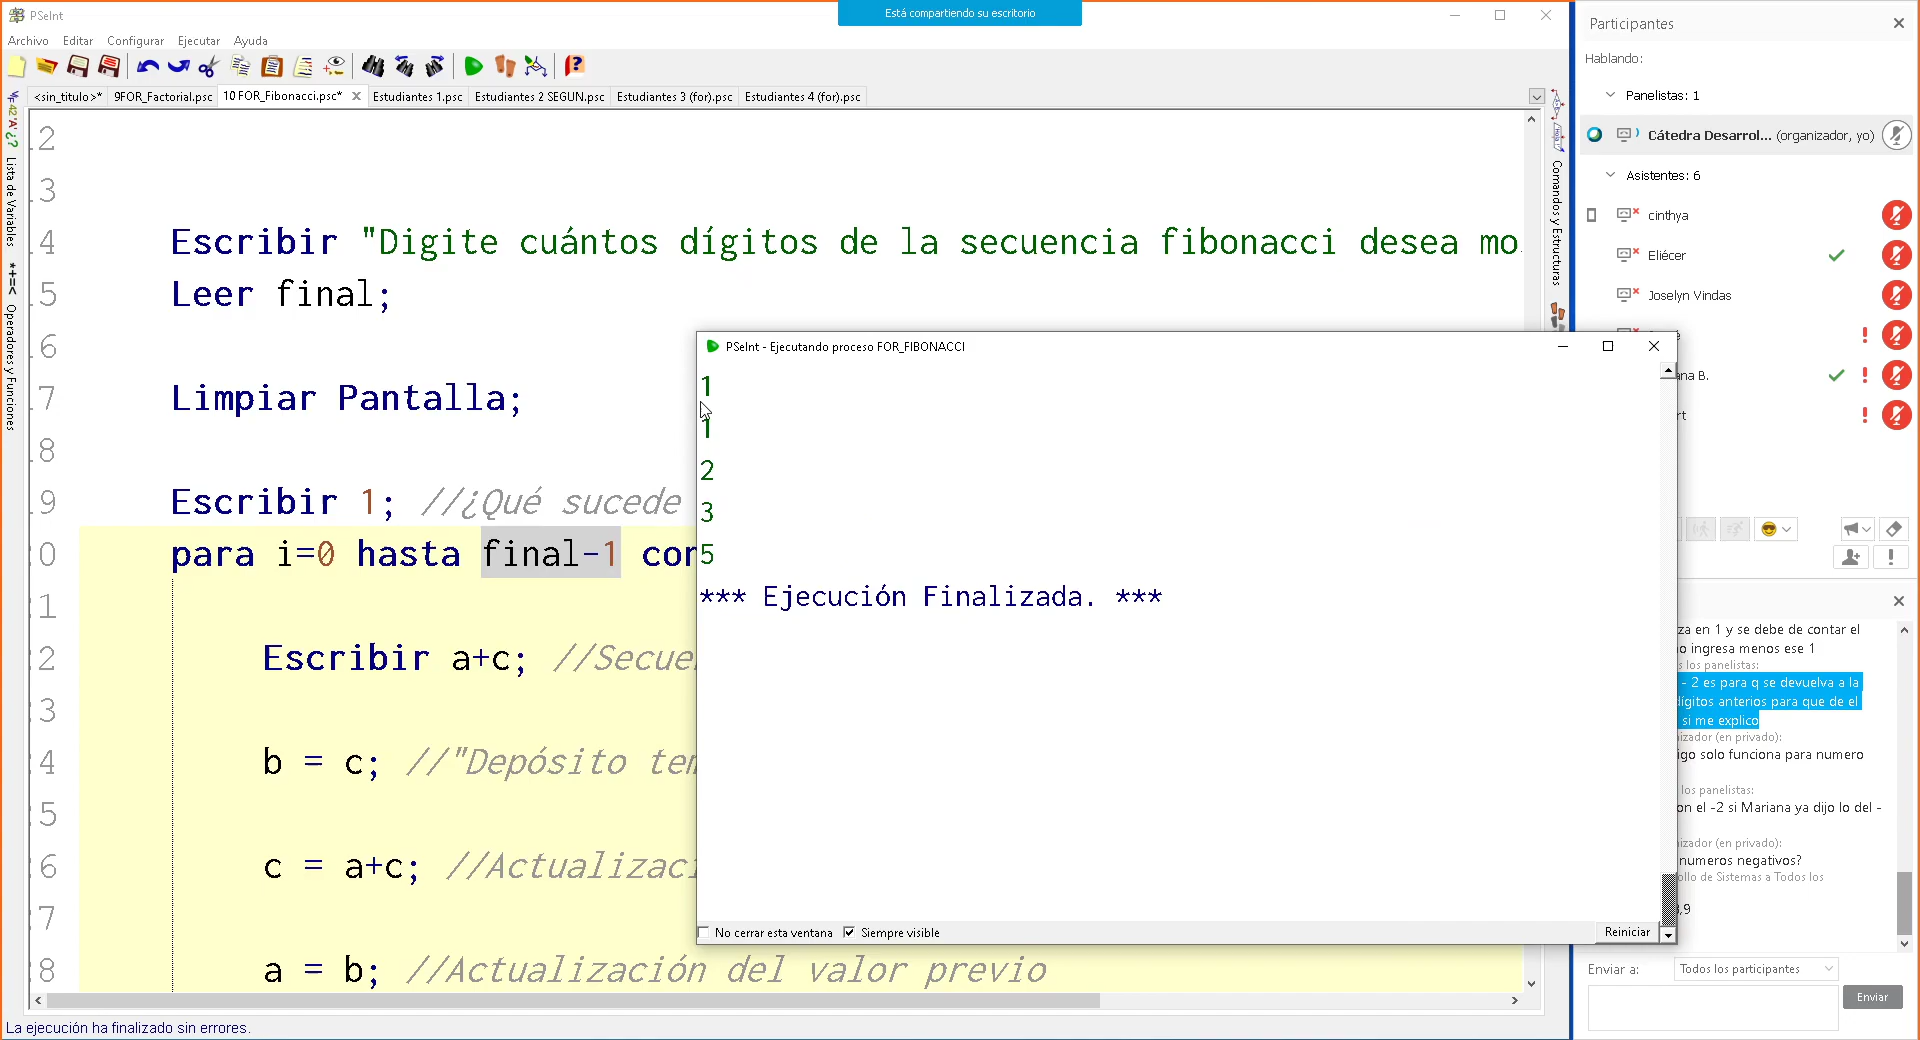 PSeInt
Está compartiendo su escritorio
Archivo Editar Configurar Ejecutar Ayuda
<sin_titulo>* 9FOR_Factorial.psc 10 FOR_Fibonacci.psc* Estudiantes 1.psc Estudiantes 2 SEGUN.psc Estudiantes 3 (for).psc Estudiantes 4 (for).psc
Lista de Variables
Operadores y Funciones
Comandos y Estructuras
2
3
4 Escribir "Digite cuántos dígitos de la secuencia fibonacci desea mo
5 Leer final;
6
7 Limpiar Pantalla;
8
9 Escribir 1; //¿Qué sucede
0 para i=0 hasta final-1 con
1
2 Escribir a+c; //Secue
3
4 b = c; //"Depósito tem
5
6 c = a+c; //Actualizaci
7
8 a = b; //Actualización del valor previo
La ejecución ha finalizado sin errores.
PSeInt - Ejecutando proceso FOR_FIBONACCI
1
1
2
3
5
*** Ejecución Finalizada. ***
No cerrar esta ventana Siempre visible Reiniciar
Participantes
Hablando:
Panelistas: 1
Cátedra Desarrol... (organizador, yo)
Asistentes: 6
cinthya
Eliécer
Joselyn Vindas
ana B.
rt
za en 1 y se debe de contar el
o ingresa menos ese 1
s los panelistas:
- 2 es para q se devuelva a la
dígitos anterios para que de el
si me explico
nizador (en privado):
igo solo funciona para numero
los panelistas:
on el -2 si Mariana ya dijo lo del -
nizador (en privado):
numeros negativos?
ollo de Sistemas a Todos los
,9
Enviar a: Todos los participantes
Enviar